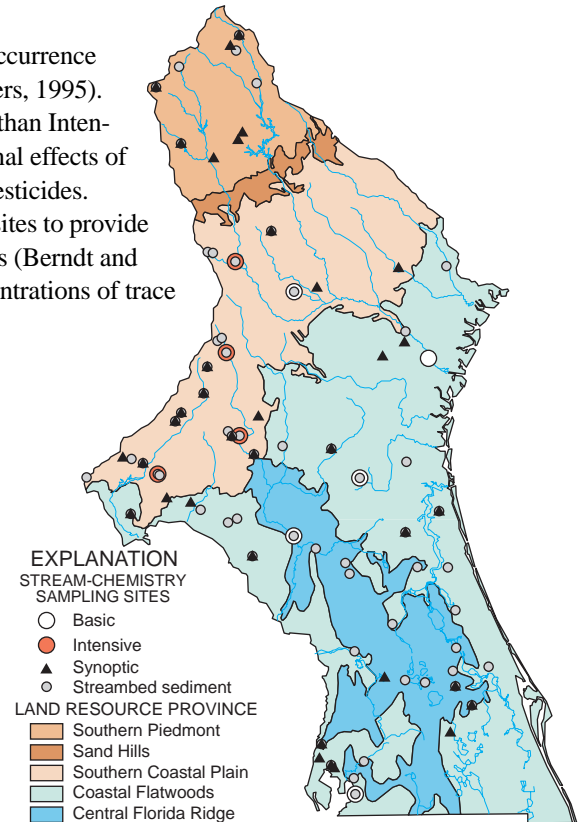 ccurrence
ers, 1995).
than Inten-
nal effects of
esticides.
sites to provide
s (Berndt and
entrations of trace
EXPLANATION
STREAM-CHEMISTRY
SAMPLING SITES
Basic
Intensive
Synoptic
Streambed sediment
LAND RESOURCE PROVINCE
Southern Piedmont
Sand Hills
Southern Coastal Plain
Coastal Flatwoods
Central Florida Ridge